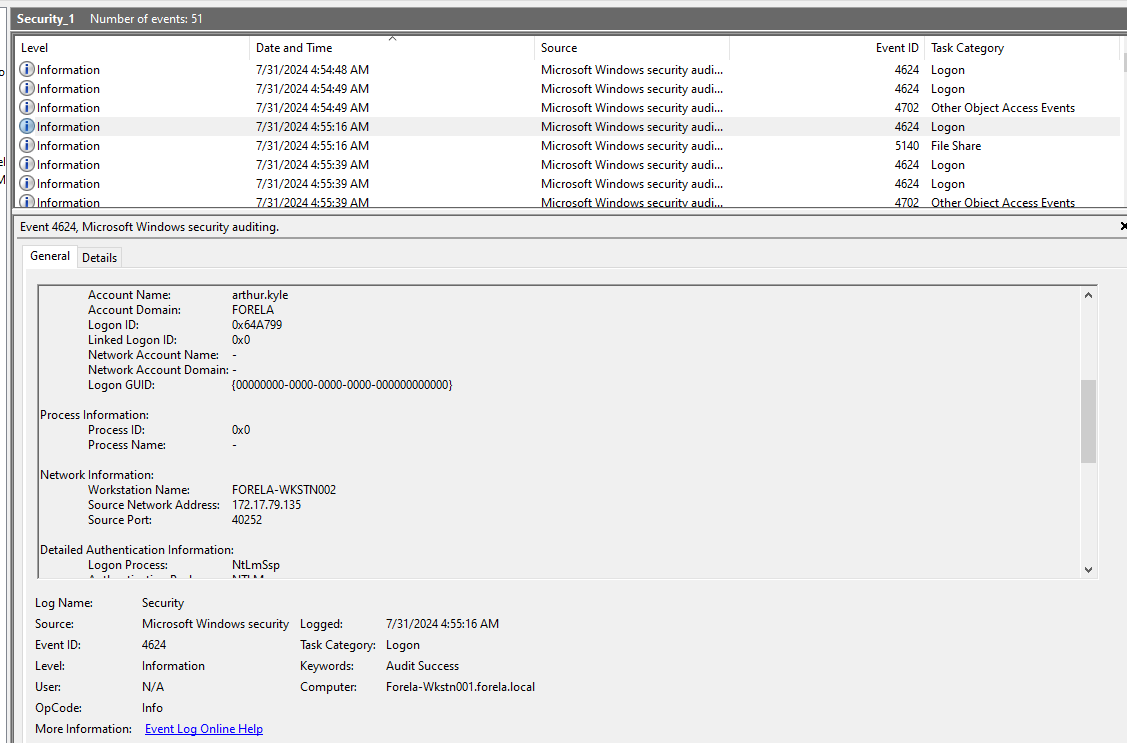 Security_1 Number of events: 51
Level Date and Time Source Event ID Task Category
Information 7/31/2024 4:54:48 AM Microsoft Windows security audi... 4624 Logon
Information 7/31/2024 4:54:49 AM Microsoft Windows security audi... 4624 Logon
Information 7/31/2024 4:54:49 AM Microsoft Windows security audi... 4702 Other Object Access Events
Information 7/31/2024 4:55:16 AM Microsoft Windows security audi... 4624 Logon
Information 7/31/2024 4:55:16 AM Microsoft Windows security audi... 5140 File Share
Information 7/31/2024 4:55:39 AM Microsoft Windows security audi... 4624 Logon
Information 7/31/2024 4:55:39 AM Microsoft Windows security audi... 4624 Logon
Information 7/31/2024 4:55:39 AM Microsoft Windows security audi... 4702 Other Object Access Events
Event 4624, Microsoft Windows security auditing.
General Details
Account Name: arthur.kyle
Account Domain: FORELA
Logon ID: 0x64A799
Linked Logon ID: 0x0
Network Account Name: -
Network Account Domain: -
Logon GUID: {00000000-0000-0000-0000-000000000000}
Process Information:
Process ID: 0x0
Process Name: -
Network Information:
Workstation Name: FORELA-WKSTN002
Source Network Address: 172.17.79.135
Source Port: 40252
Detailed Authentication Information:
Logon Process: NtLmSsp
Log Name: Security
Source: Microsoft Windows security Logged: 7/31/2024 4:55:16 AM
Event ID: 4624 Task Category: Logon
Level: Information Keywords: Audit Success
User: N/A Computer: Forela-Wkstn001.forela.local
OpCode: Info
More Information: Event Log Online Help